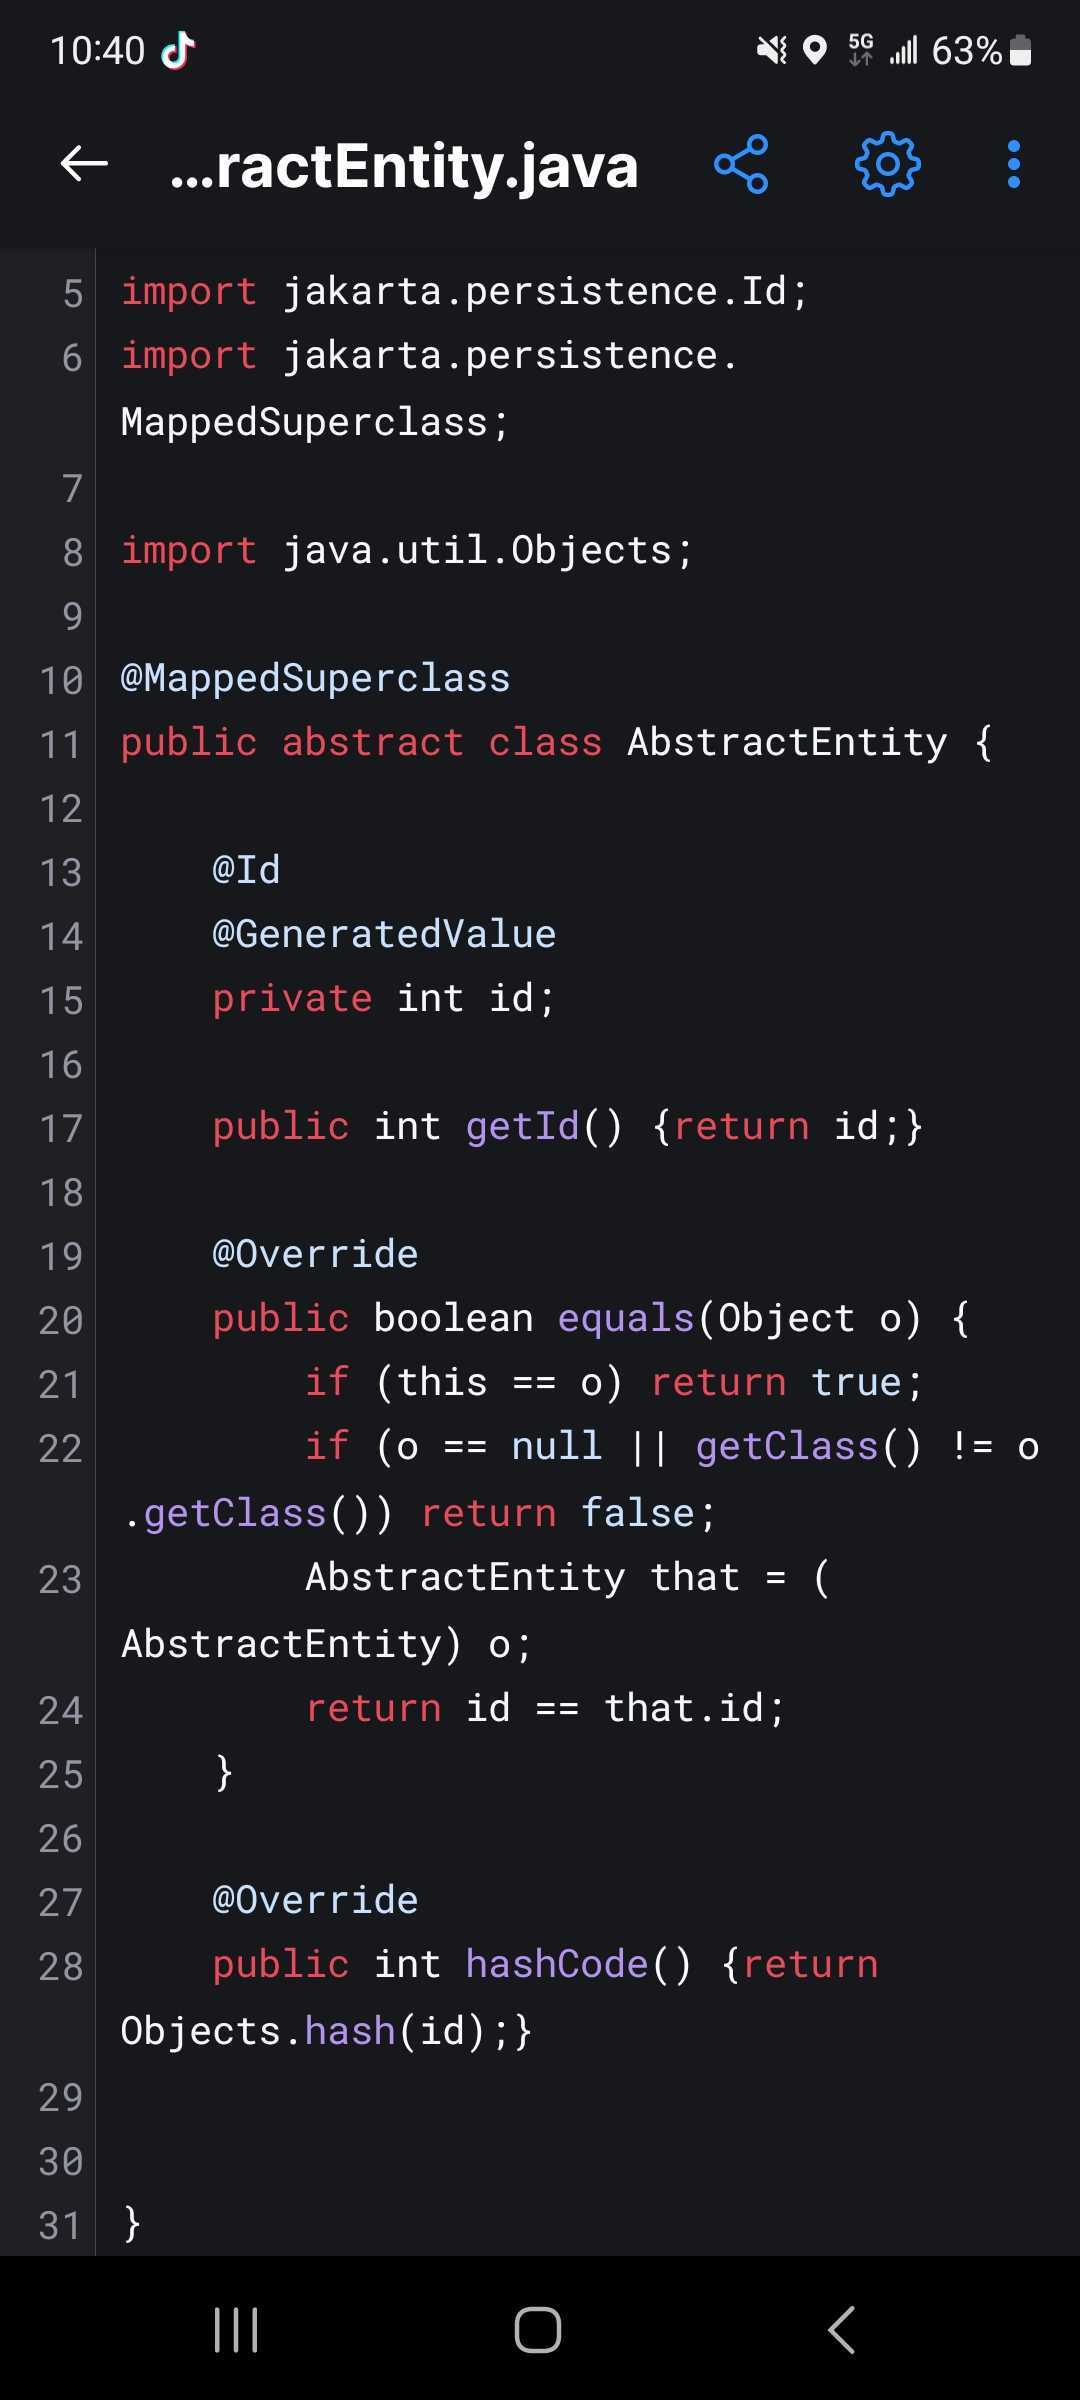 10:40 5G 63%
...ractEntity.java
5 import jakarta.persistence.Id;
6 import jakarta.persistence.
MappedSuperclass;
7
8 import java.util.Objects;
9
10 @MappedSuperclass
11 public abstract class AbstractEntity {
12
13 @Id
14 @GeneratedValue
15 private int id;
16
17 public int getId() {return id;}
18
19 @Override
20 public boolean equals(Object o) {
21 if (this == o) return true;
22 if (o == null || getClass() != o
.getClass()) return false;
23 AbstractEntity that = (
AbstractEntity) o;
24 return id == that.id;
25 }
26
27 @Override
28 public int hashCode() {return
Objects.hash(id);}
29
30
31 }